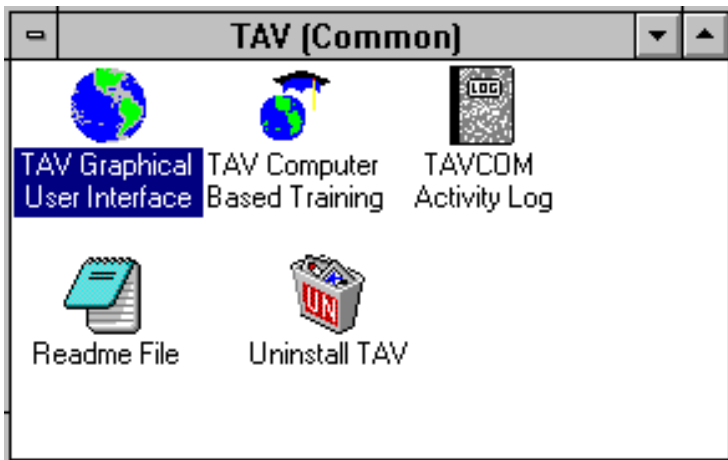 TAV (Common)
LOG
TAV Graphical
User Interface
TAV Computer
Based Training
TAVCOM
Activity Log
UN
Readme File
Uninstall TAV